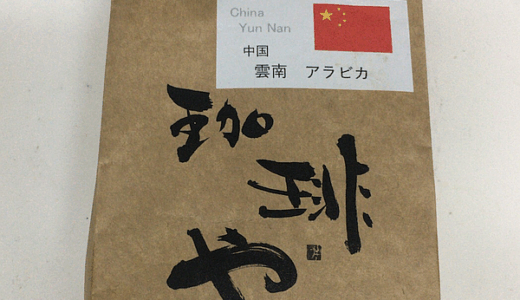 China
Yun Nan
中国
雲南 アラビカ
珈
琲
や